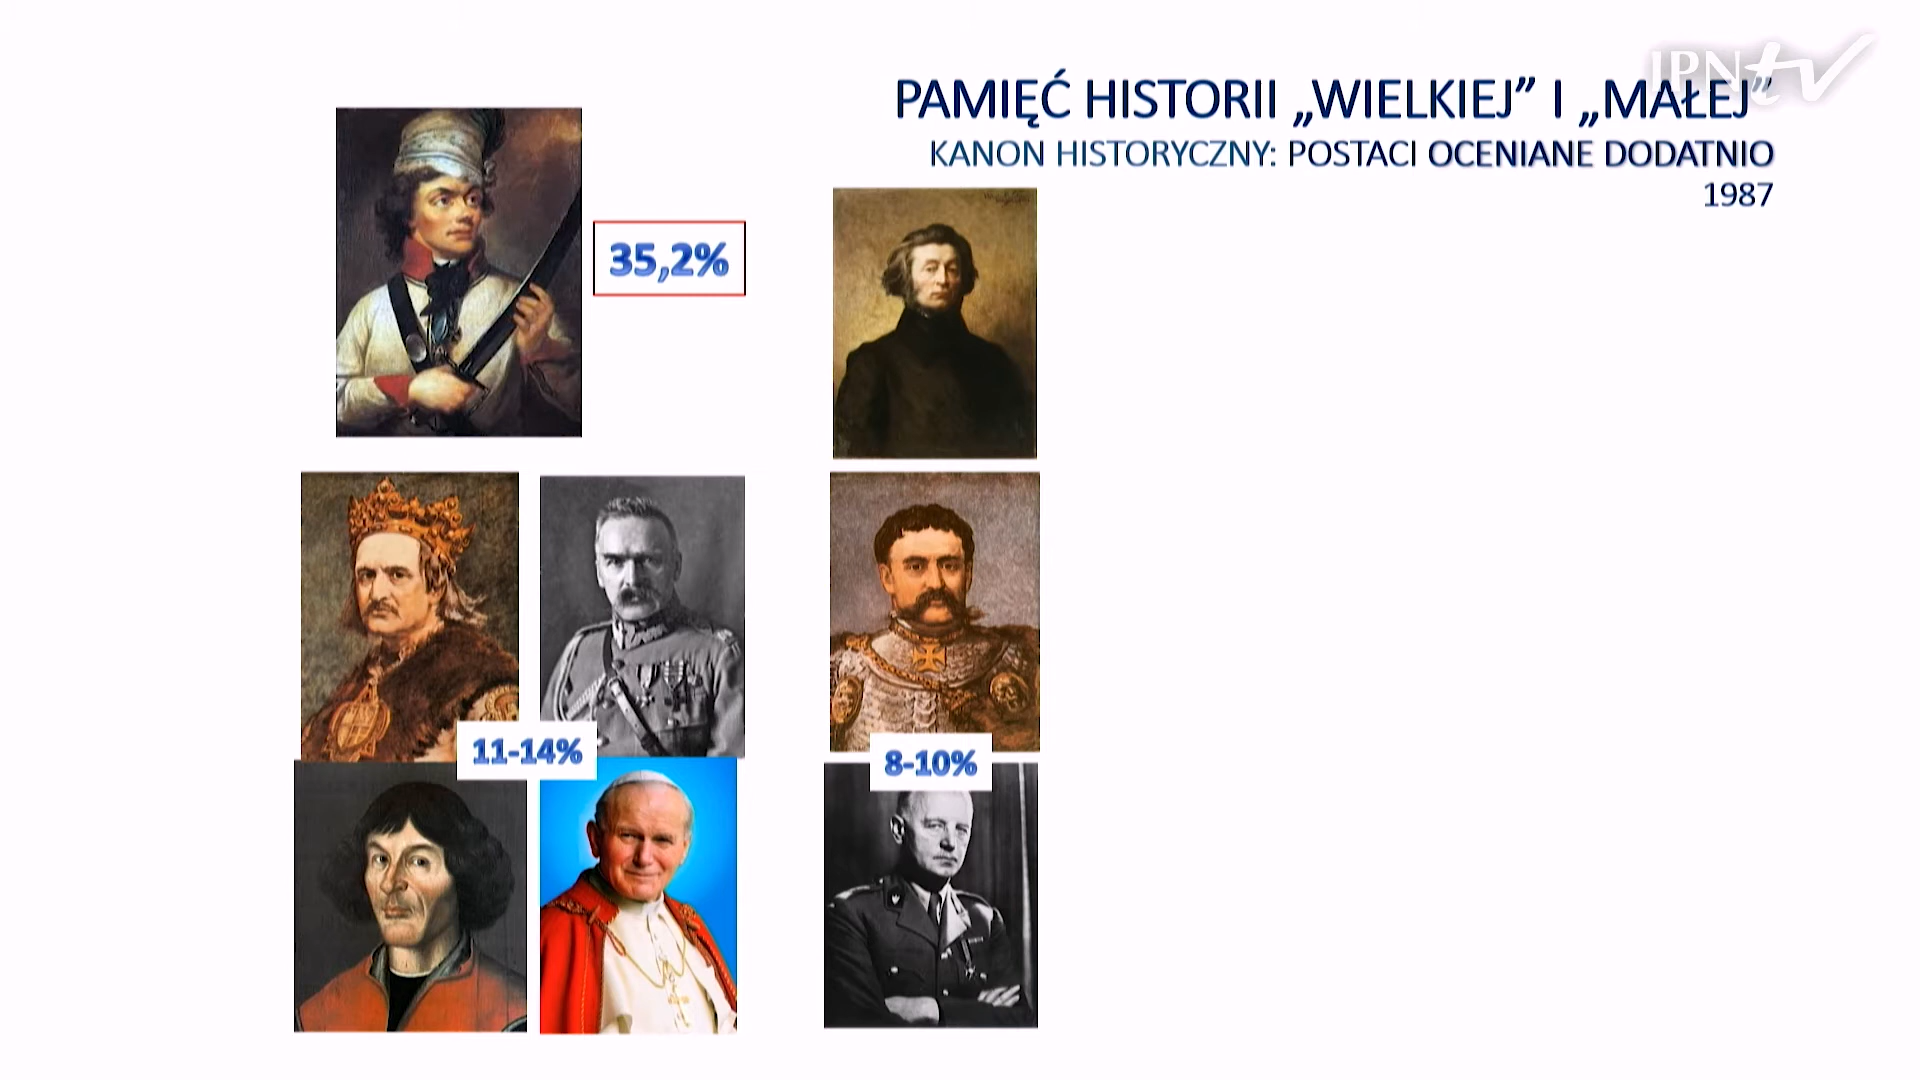 IPNtv
PAMIĘĆ HISTORII „WIELKIEJ” I „MAŁEJ”
KANON HISTORYCZNY: POSTACI OCENIANE DODATNIO
1987
35,2%
11-14%
8-10%